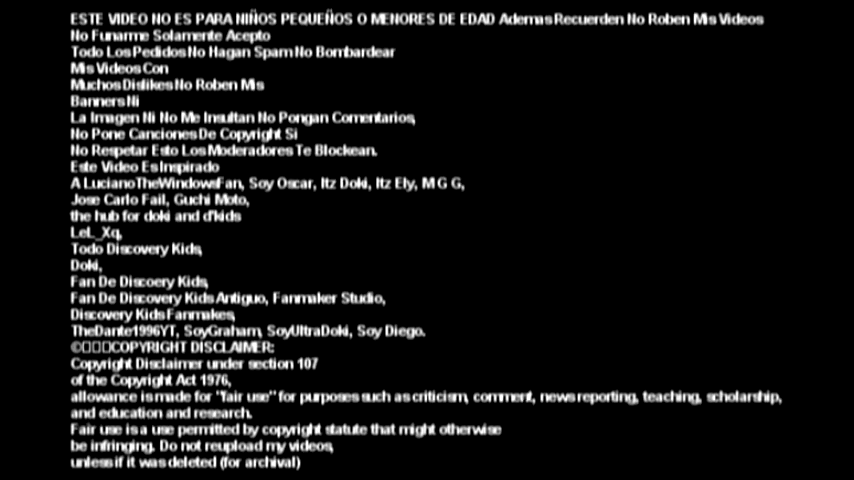 ESTE VIDEO NO ES PARA NIÑOS PEQUEÑOS O MENORES DE EDAD Ademas Recuerden No Roben Mis Videos
No Funarme Solamente Acepto
Todo Los Pedidos No Hagan Spam No Bombardear
Mis Videos Con
Muchos Dislikes No Roben Mis
Banners Ni
La Imagen Ni No Me Insultan No Pongan Comentarios,
No Pone Canciones De Copyright Si
No Respetar Esto Los Moderadores Te Blockean.
Este Video Es Inspirado
A LucianoTheWindowsFan, Soy Oscar, Itz Doki, Itz Ely, M G G,
Jose Carlo Fail, Guchi Moto,
the hub for doki and d'kids
LeL_Xq,
Todo Discovery Kids,
Doki,
Fan De Discoery Kids,
Fan De Discovery Kids Antiguo, Fanmaker Studio,
Discovery Kids Fanmakes,
TheDante1996YT, SoyGraham, SoyUltraDoki, Soy Diego.
©▯▯▯COPYRIGHT DISCLAIMER:
Copyright Disclaimer under section 107
of the Copyright Act 1976,
allowance is made for "fair use" for purposes such as criticism, comment, news reporting, teaching, scholarship,
and education and research.
Fair use is a use permitted by copyright statute that might otherwise
be infringing. Do not reupload my videos,
unless if it was deleted (for archival)